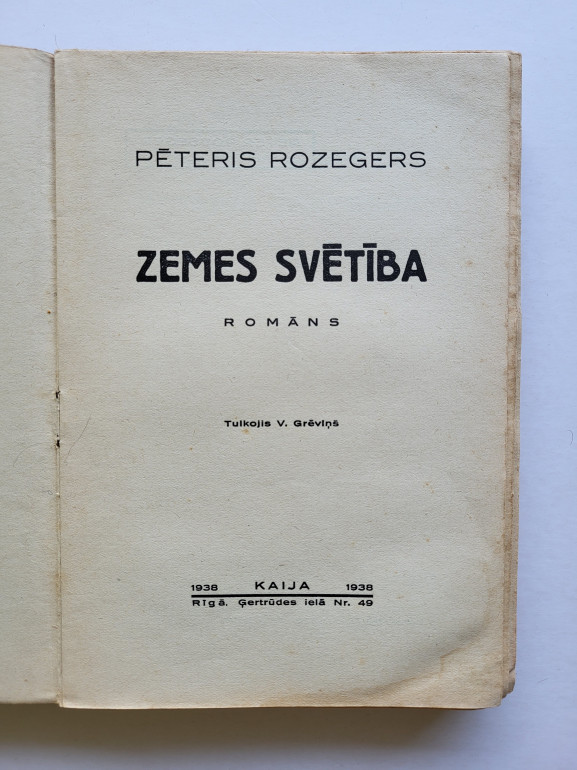 PĒTERIS ROZEGERS
ZEMES SVĒTĪBA
ROMĀNS
Tulkojis V. Grēviņš
1938 KAIJA 1938
Rīgā. Ģertrūdes ielā Nr. 49